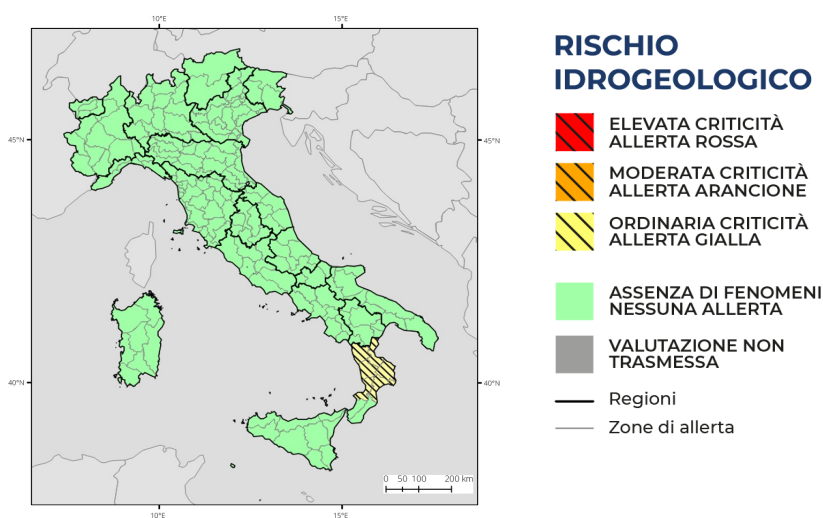 10°E
15°E
RISCHIO
IDROGEOLOGICO
ELEVATA CRITICITÀ
ALLERTA ROSSA
45°N
45°N
MODERATA CRITICITÀ
ALLERTA ARANCIONE
ORDINARIA CRITICITÀ
ALLERTA GIALLA
ASSENZA DI FENOMENI
NESSUNA ALLERTA
VALUTAZIONE NON
TRASMESSA
40°N
40°N
Regioni
Zone di allerta
0 50 100 200 km
10°E
15°E